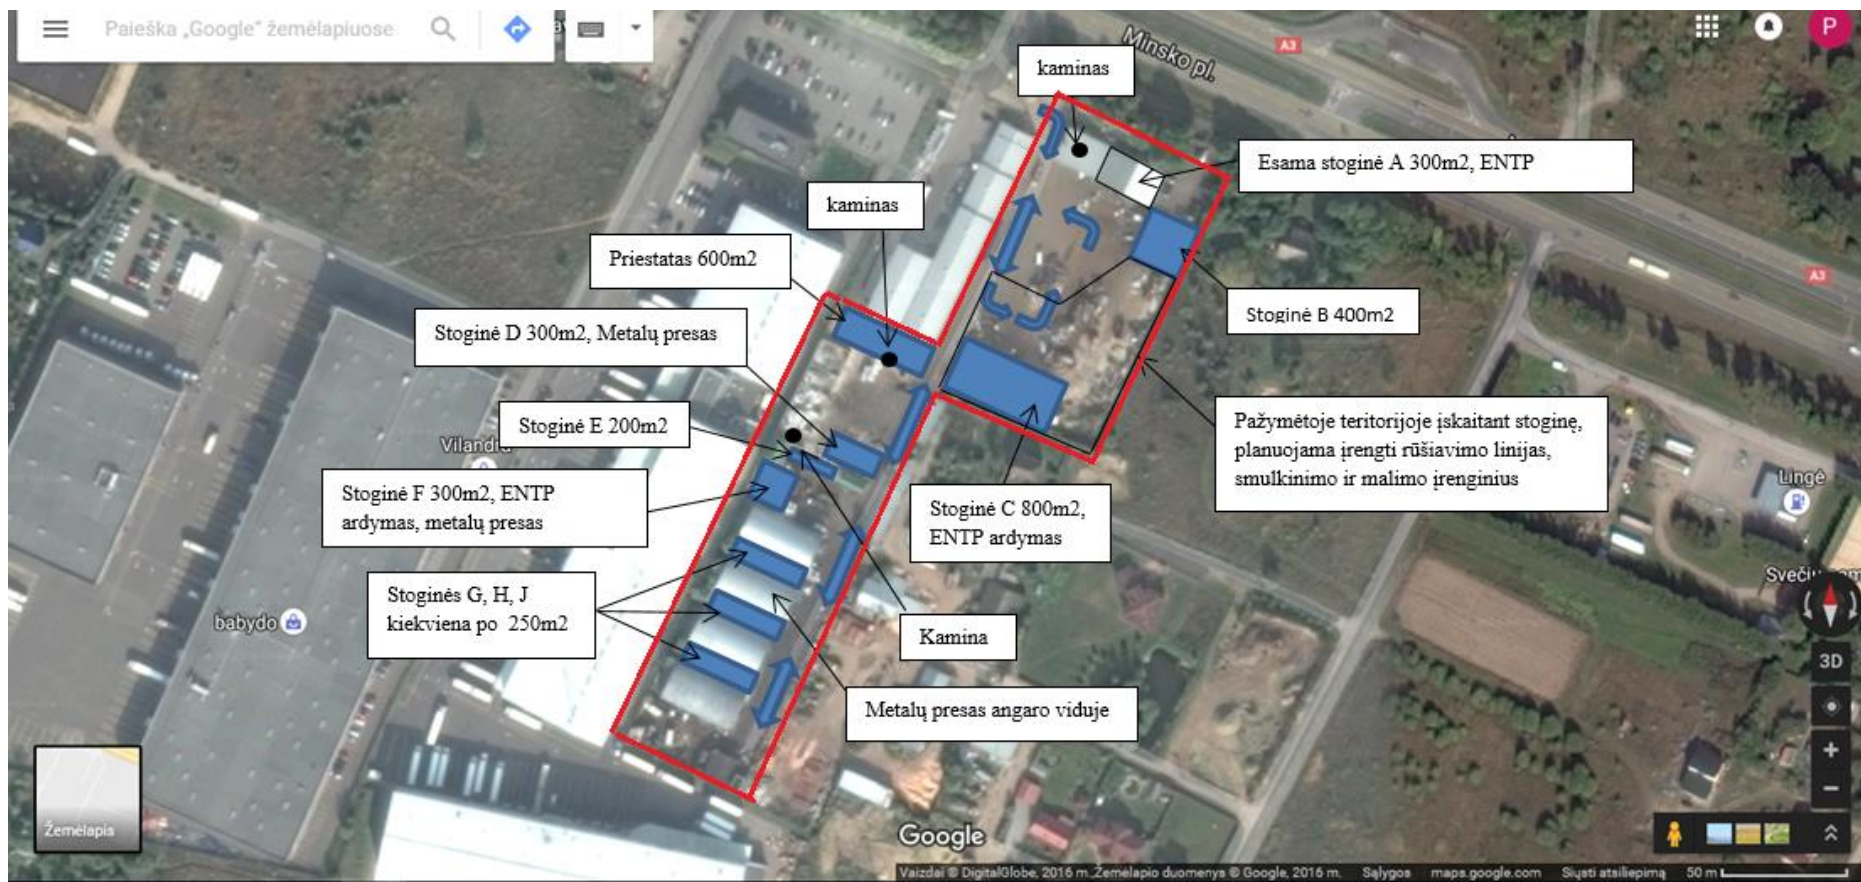 Paieška „Google“ žemėlapiuose
Minsko pl.
A3
P
kaminas
Esama stoginė A 300m2, ENTP
kaminas
Priestatas 600m2
A3
Stoginė B 400m2
Stoginė D 300m2, Metalų presas
Stoginė E 200m2
Pažymėtoje teritorijoje įskaitant stoginę,
planuojama įrengti rūšiavimo linijas,
smulkinimo ir malimo įrenginius
Lingė
Stoginė F 300m2, ENTP
ardymas, metalų presas
Stoginė C 800m2,
ENTP ardymas
Stoginės G, H, J
kiekviena po 250m2
babydo
Kamina
3D
Metalų presas angaro viduje
Žemėlapis
Google
Vaizdai © DigitalGlobe, 2016 m.,Žemėlapio duomenys © Google, 2016 m. Sąlygos maps.google.com Siųsti atsiliepimą 50 m